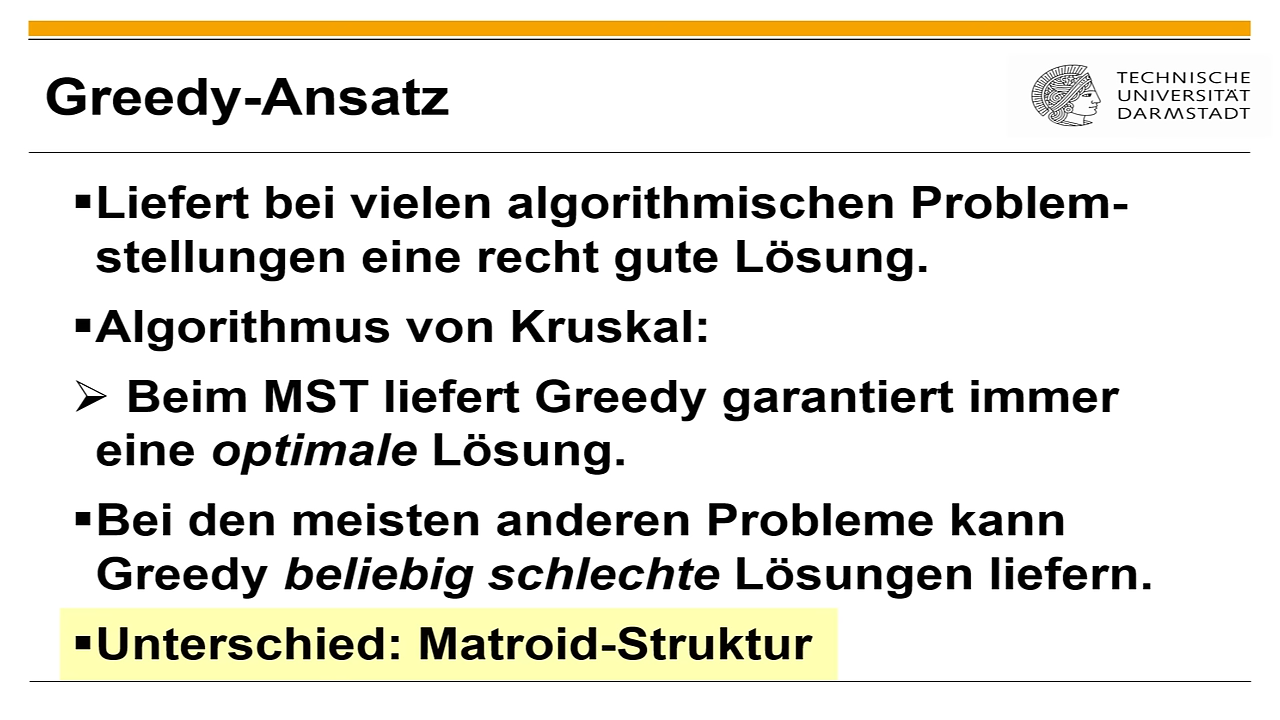 Greedy-Ansatz
TECHNISCHE
UNIVERSITÄT
DARMSTADT
▪Liefert bei vielen algorithmischen Problem-
stellungen eine recht gute Lösung.
▪Algorithmus von Kruskal:
➢ Beim MST liefert Greedy garantiert immer
eine optimale Lösung.
▪Bei den meisten anderen Probleme kann
Greedy beliebig schlechte Lösungen liefern.
▪Unterschied: Matroid-Struktur